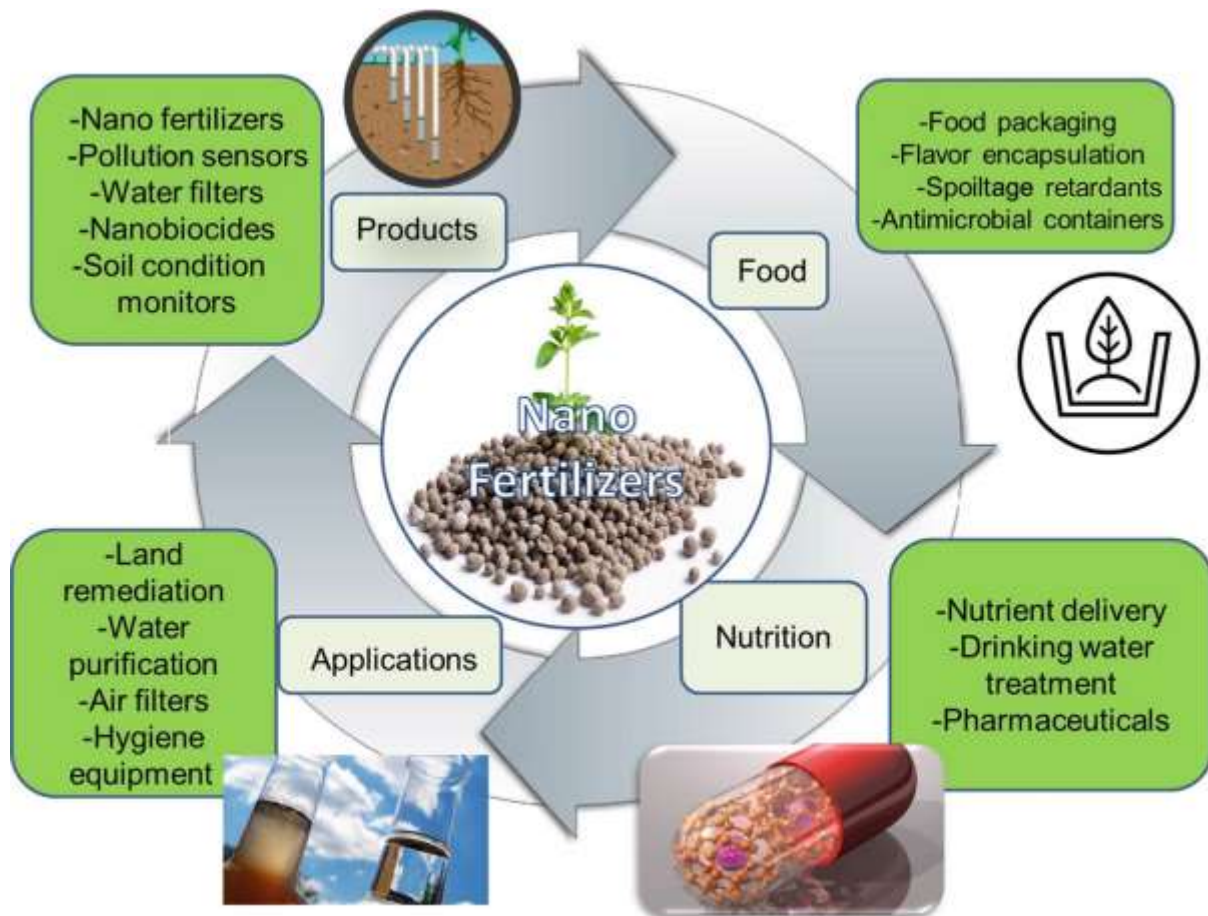 -Nano fertilizers
-Pollution sensors
-Water filters
-Nanobiocides
-Soil condition
monitors
Products
-Food packaging
-Flavor encapsulation
-Spoiltage retardants
-Antimicrobial containers
Food
Nano
Fertilizers
-Land
remediation
-Water
purification
-Air filters
-Hygiene
equipment
Applications
Nutrition
-Nutrient delivery
-Drinking water
treatment
-Pharmaceuticals